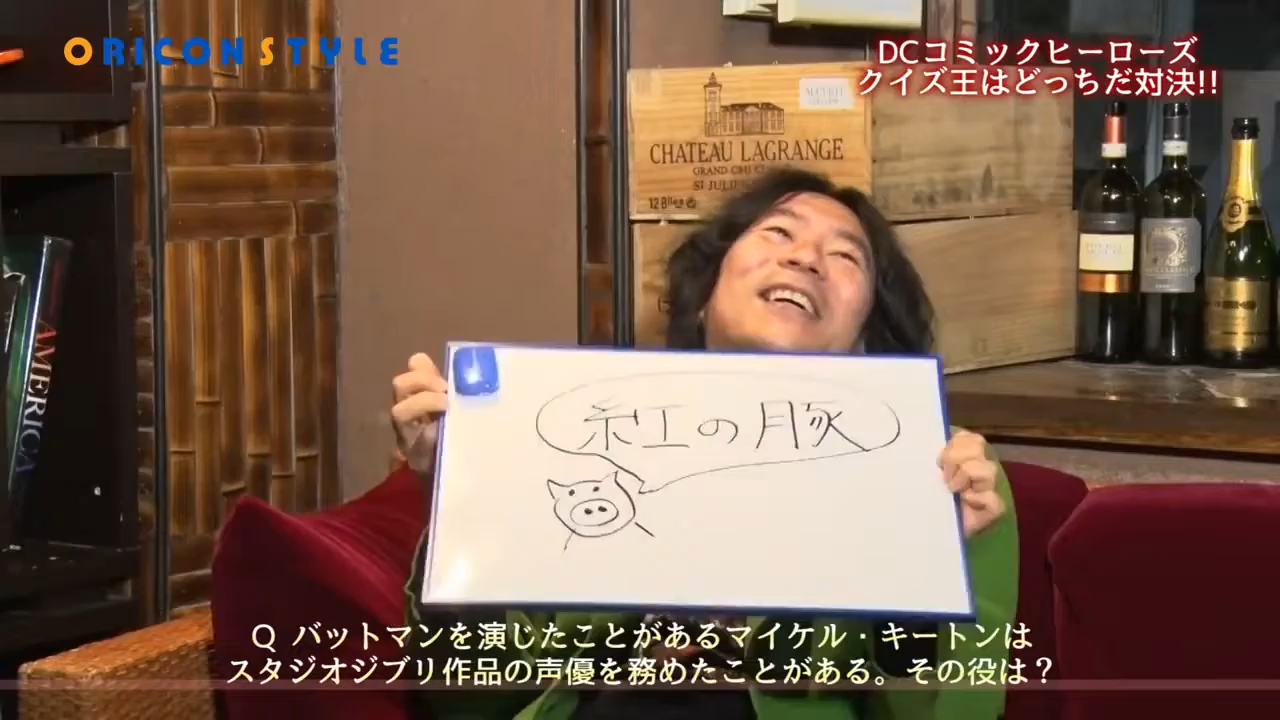 ORICON STYLE
DCコミックヒーローズ
クイズ王はどっちだ対決!!
CHATEAU LAGRANGE
GRAND CRU
12 Blles
AMERICA
紅の豚
Q バットマンを演じたことがあるマイケル・キートンは
スタジオジブリ作品の声優を務めたことがある。その役は？